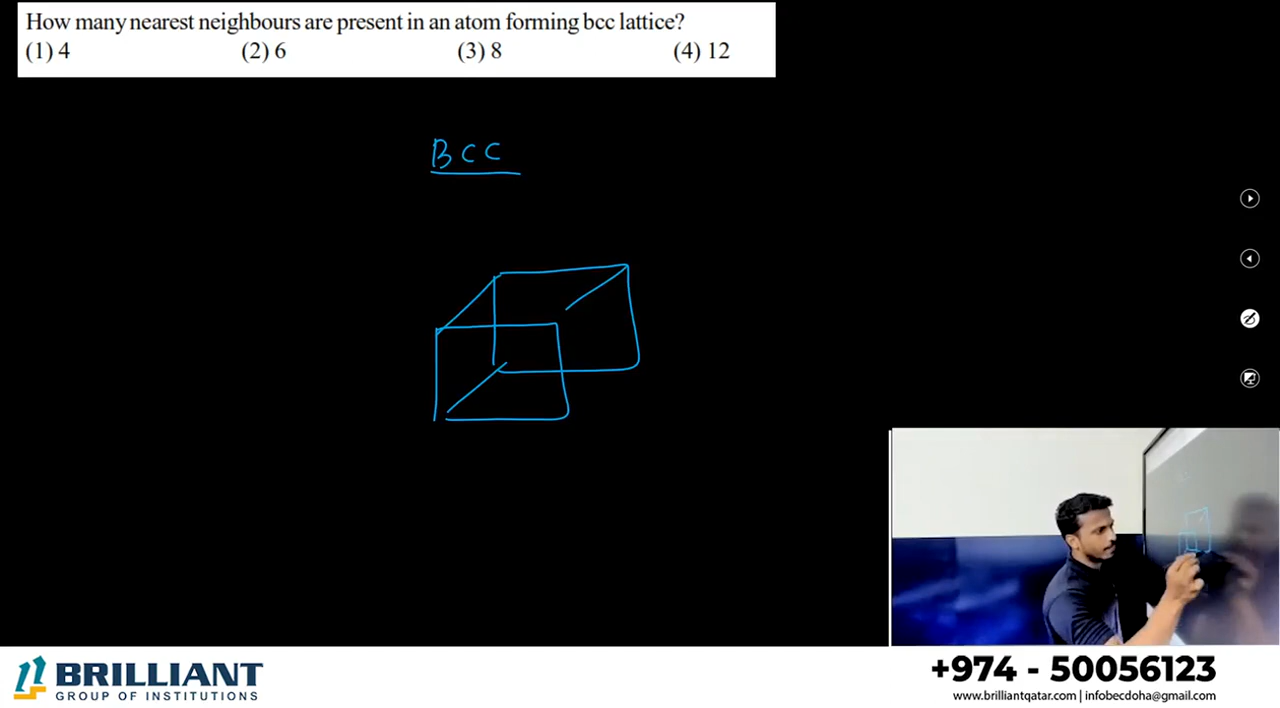 How many nearest neighbours are present in an atom forming bcc lattice?
(1) 4 (2) 6 (3) 8 (4) 12
BCC
BRILLIANT
GROUP OF INSTITUTIONS
+974 - 50056123
www.brilliantqatar.com | infobecdoha@gmail.com